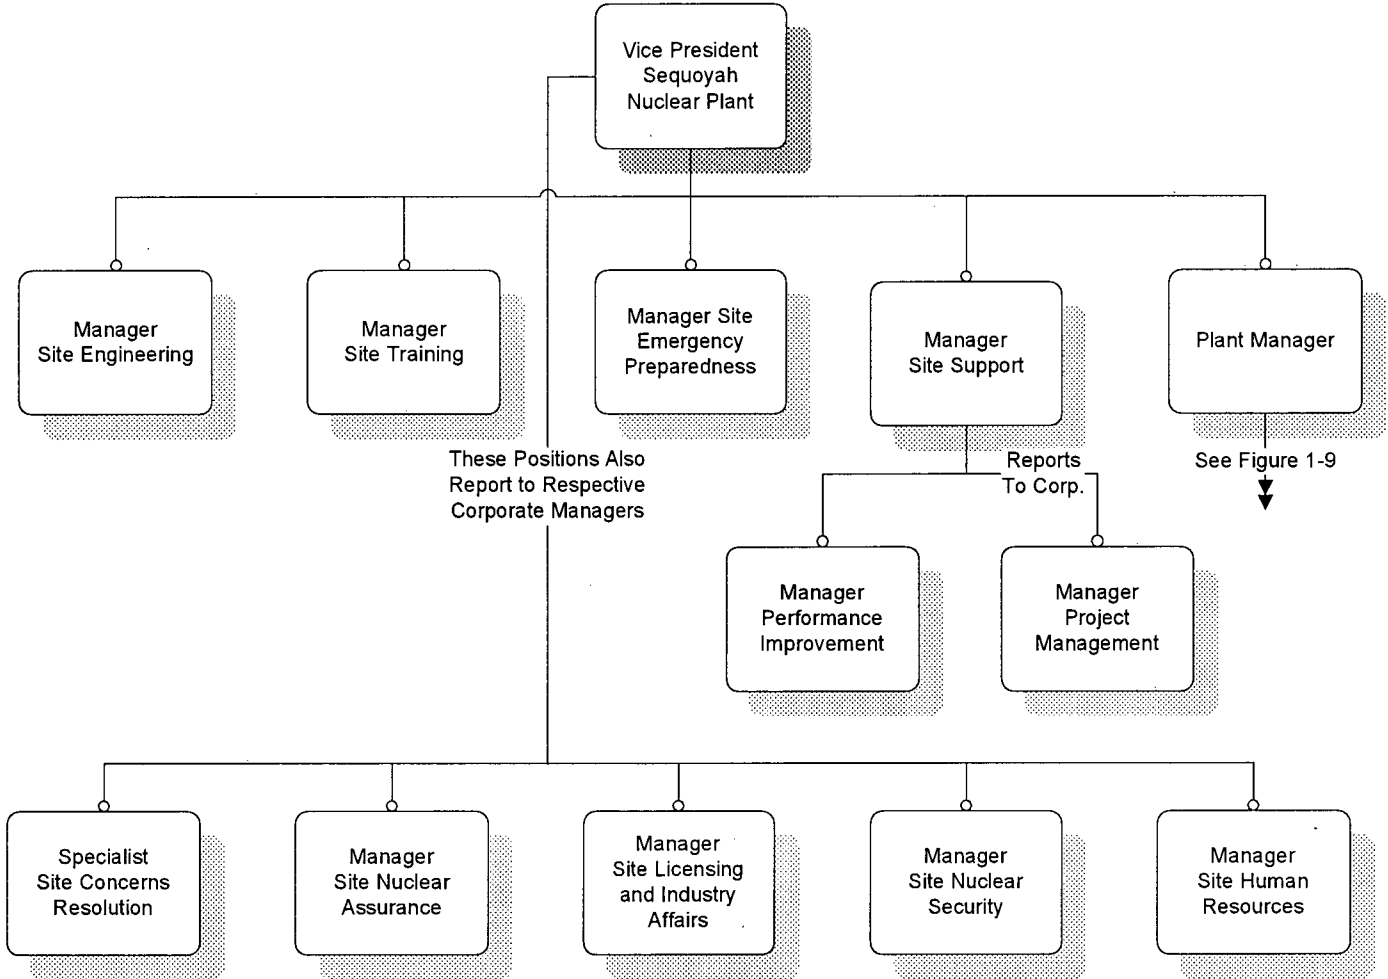 Vice President
Sequoyah
Nuclear Plant
Manager
Site Engineering
Manager
Site Training
Manager Site
Emergency
Preparedness
Manager
Site Support
Plant Manager
These Positions Also
Report to Respective
Corporate Managers
Reports
To Corp.
See Figure 1-9
Manager
Performance
Improvement
Manager
Project
Management
Specialist
Site Concerns
Resolution
Manager
Site Nuclear
Assurance
Manager
Site Licensing
and Industry
Affairs
Manager
Site Nuclear
Security
Manager
Site Human
Resources